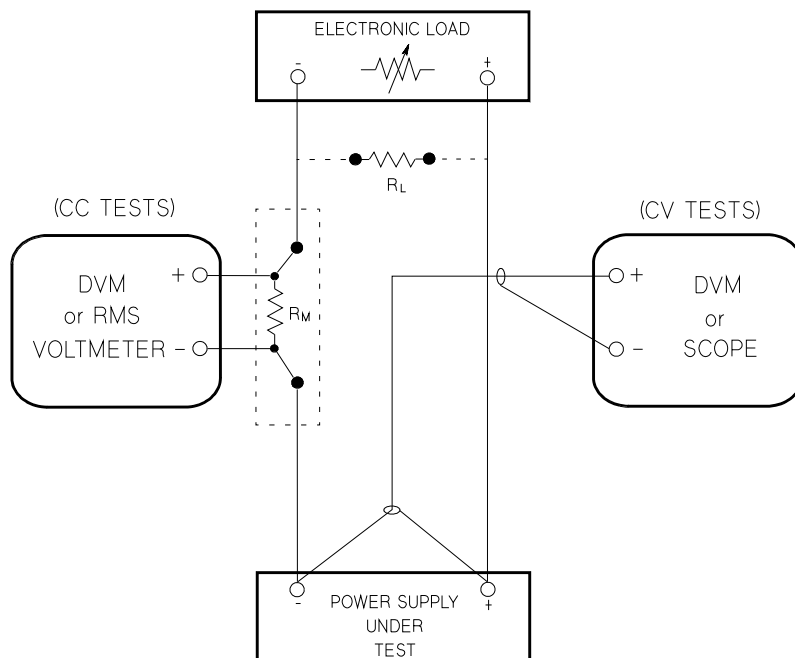 ELECTRONIC LOAD
- +
RL
(CC TESTS)
(CV TESTS)
DVM
or RMS
VOLTMETER
+
-
RM
+
-
DVM
or
SCOPE
- +
POWER SUPPLY
UNDER
TEST